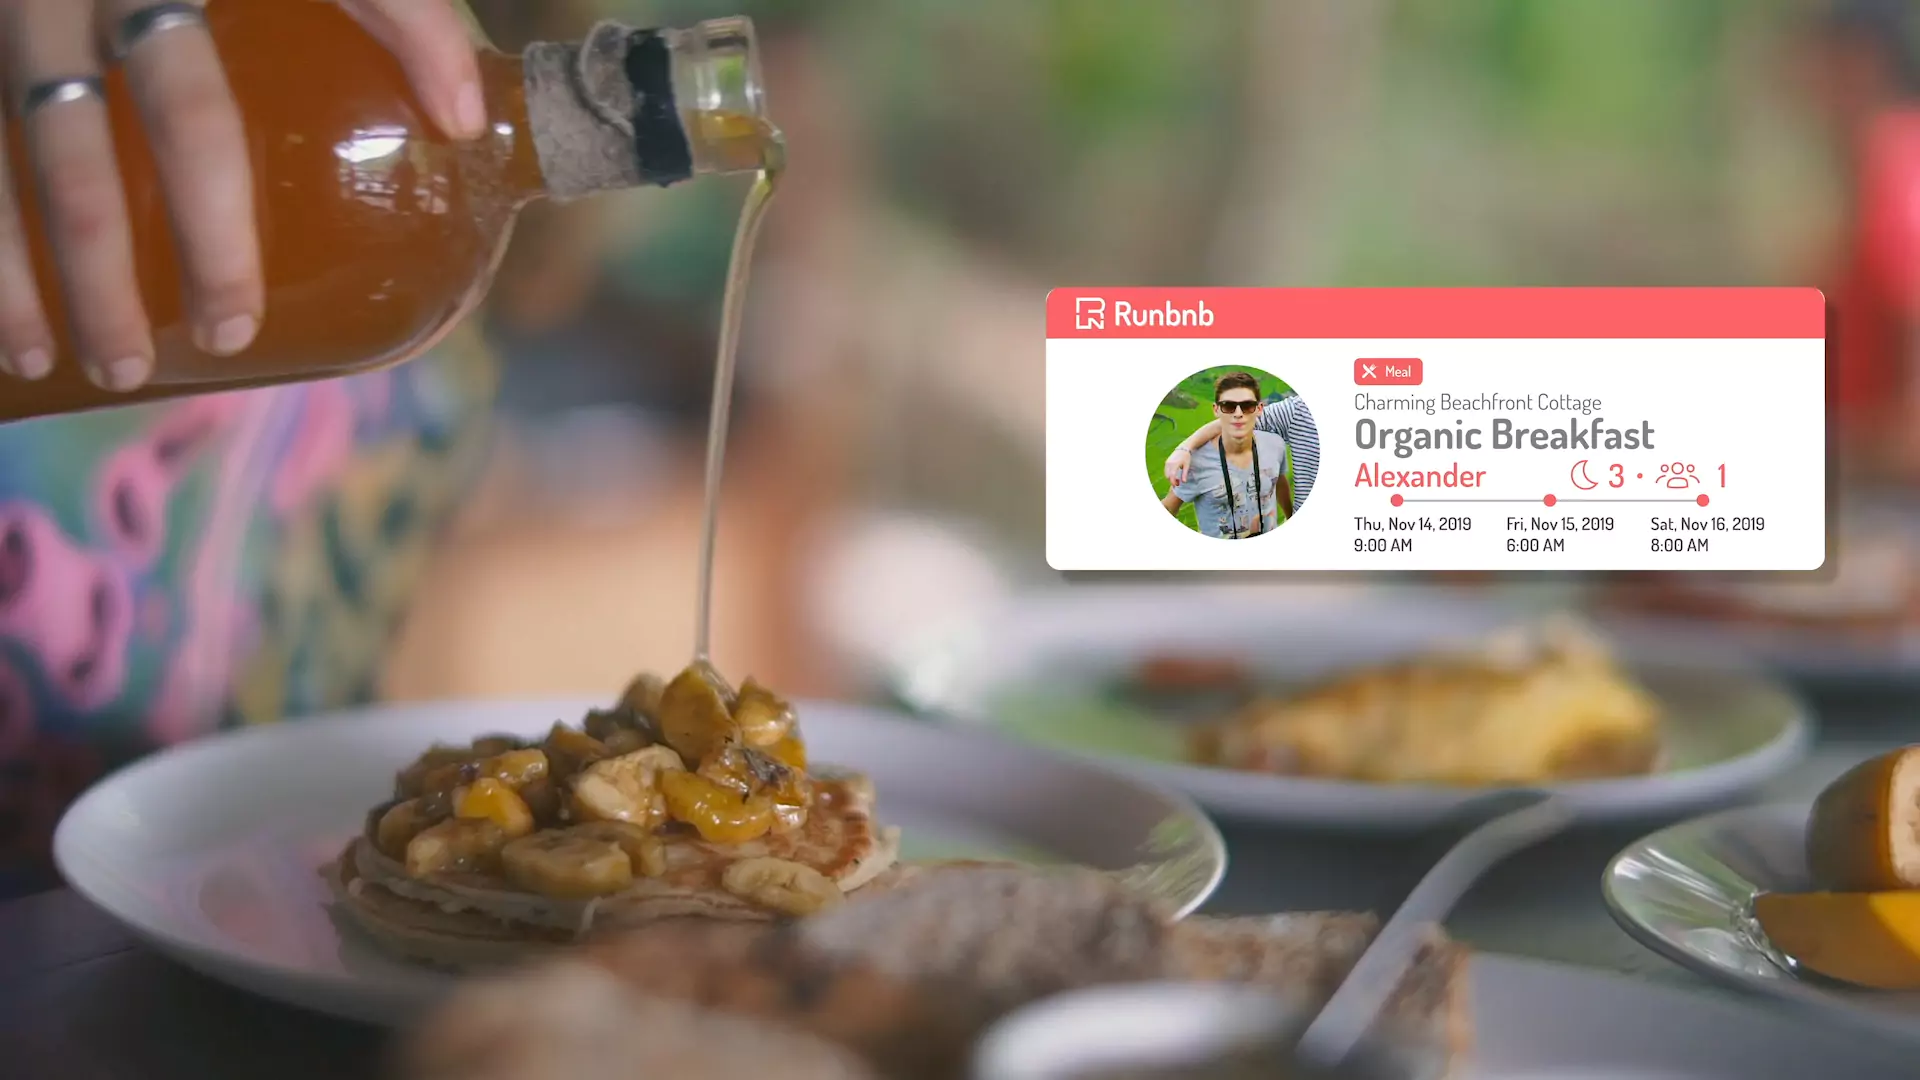 Runbnb
Meal
Charming Beachfront Cottage
Organic Breakfast
Alexander 3 · 1
Thu, Nov 14, 2019 Fri, Nov 15, 2019 Sat, Nov 16, 2019
9:00 AM 6:00 AM 8:00 AM